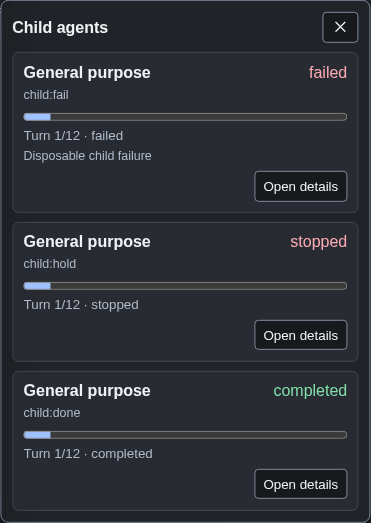 Child agents
General purpose
failed
child:fail
Turn 1/12 · failed
Disposable child failure
Open details
General purpose
stopped
child:hold
Turn 1/12 · stopped
Open details
General purpose
completed
child:done
Turn 1/12 · completed
Open details